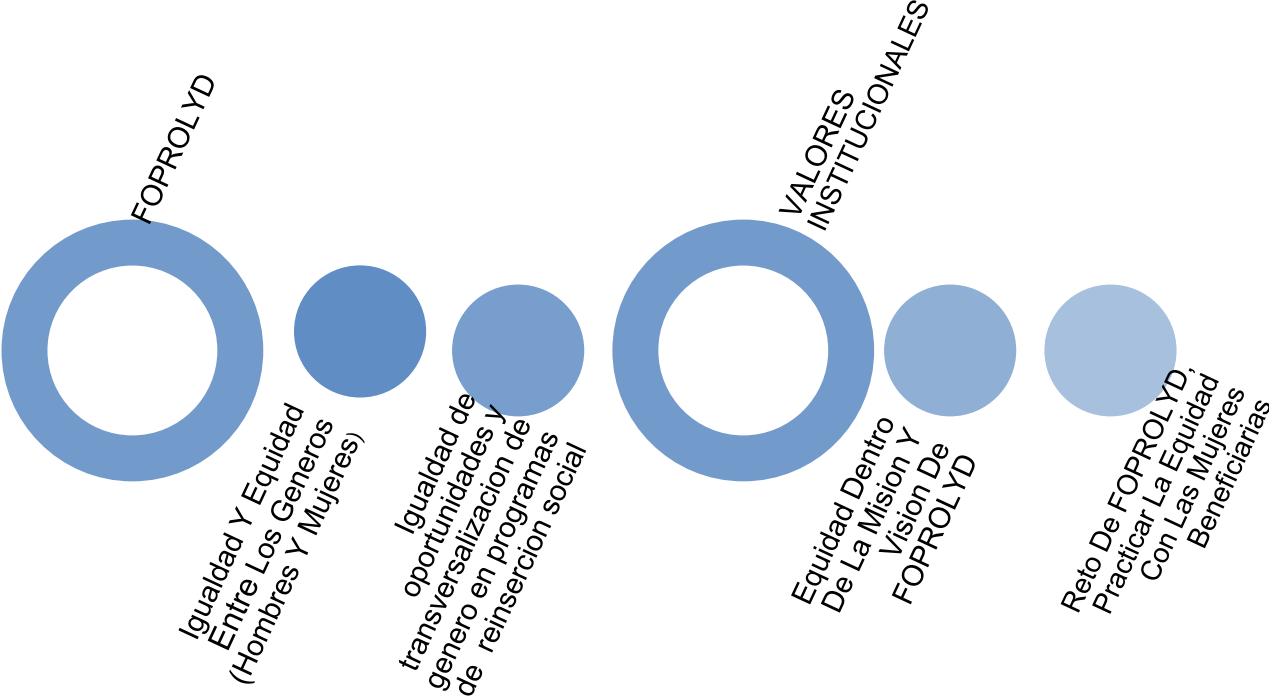 FOPROLYD
Igualdad Y Equidad
Entre Los Generos
(Hombres Y Mujeres)
Igualdad de
oportunidades y
transversalizacion de
genero en programas
de reinsercion social
VALORES
INSTITUCIONALES
Equidad Dentro
De La Mision Y
Vision De
FOPROLYD
Reto De FOPROLYD,
Practicar La Equidad
Con Las Mujeres
Beneficiarias